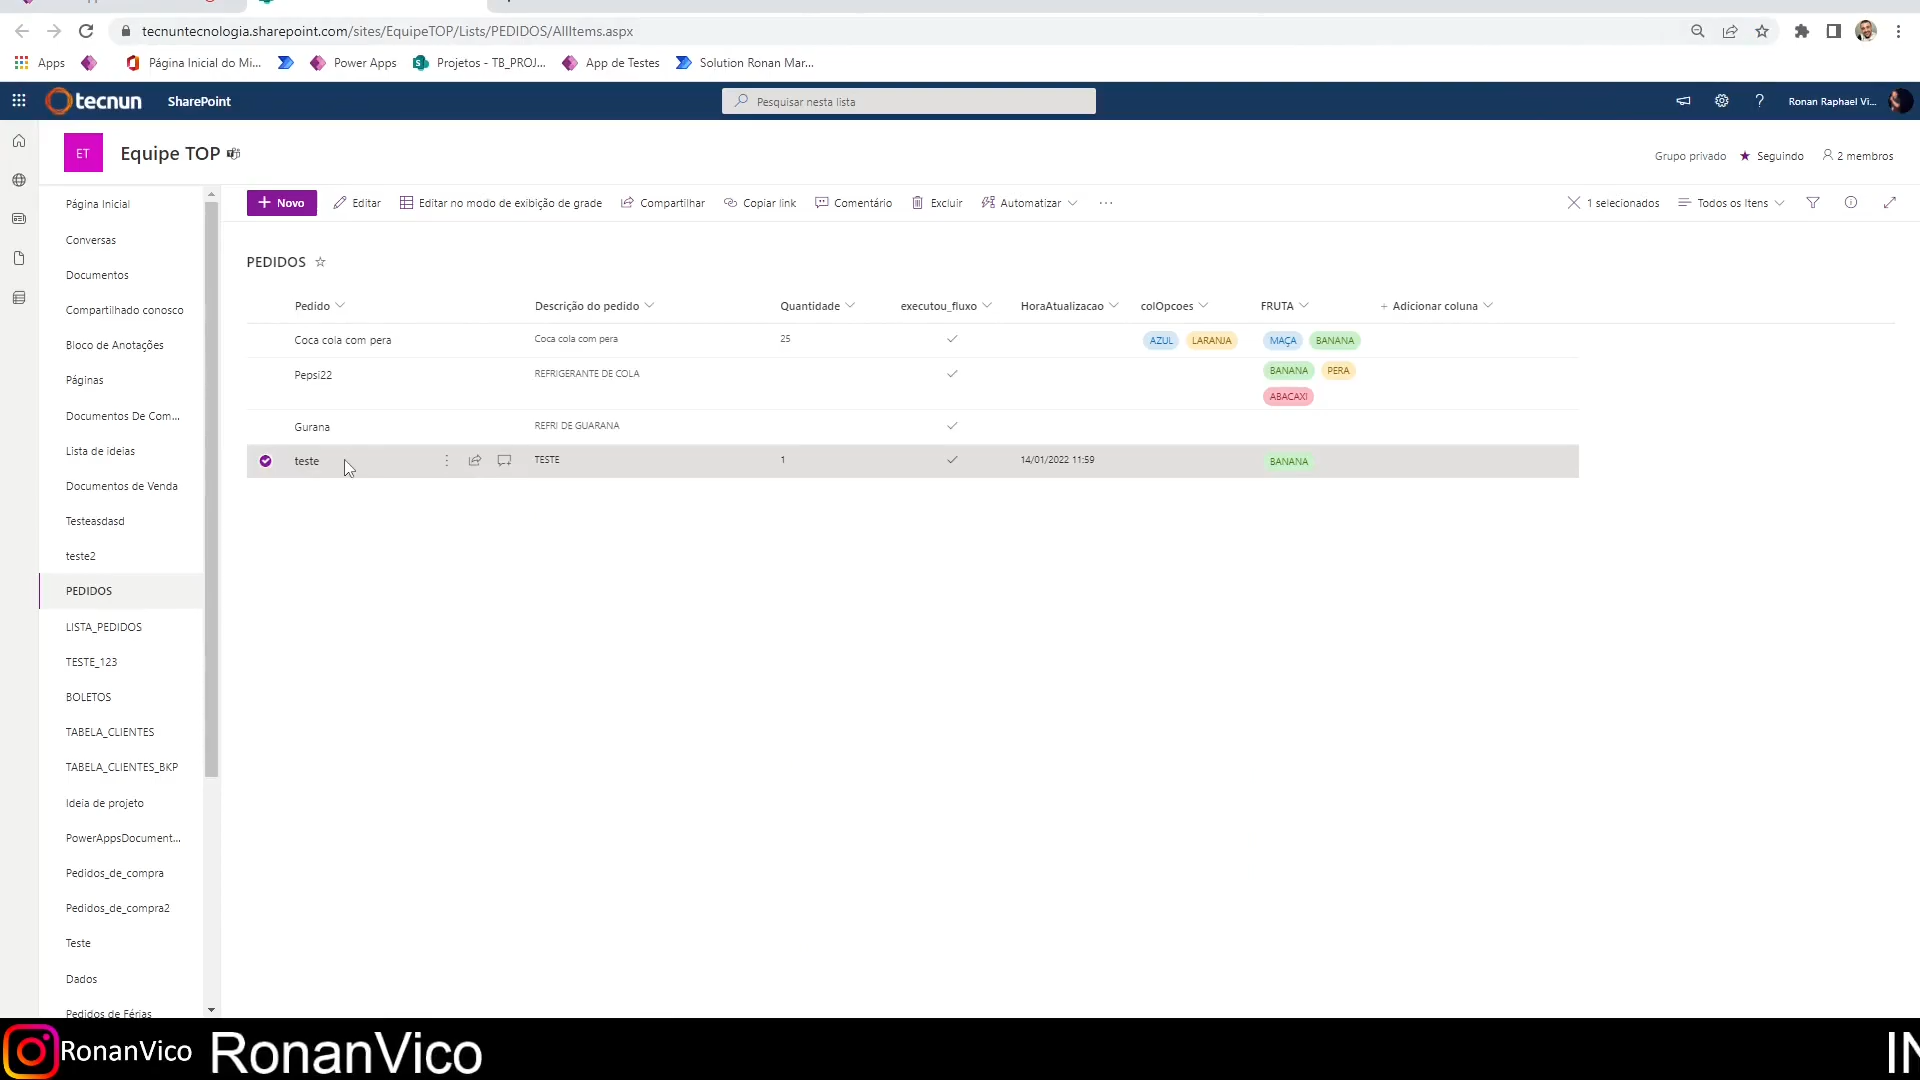 tecnuntecnologia.sharepoint.com/sites/EquipeTOP/Lists/PEDIDOS/AllItems.aspx
Apps Página Inicial do Mi... Power Apps Projetos - TB_PROJ... App de Testes Solution Ronan Mar...
tecnun SharePoint Pesquisar nesta lista ? Ronan Raphael Vi...
ET Equipe TOP Grupo privado Seguindo 2 membros
Novo Editar Editar no modo de exibição de grade Compartilhar Copiar link Comentário Excluir Automatizar ... 1 selecionados Todos os Itens
PEDIDOS
Pedido Descrição do pedido Quantidade executou_fluxo HoraAtualizacao colOpcoes FRUTA + Adicionar coluna
Coca cola com pera Coca cola com pera 25 AZUL LARANJA MAÇA BANANA
Pepsi22 REFRIGERANTE DE COLA BANANA PERA
ABACAXI
Gurana REFRI DE GUARANA
teste TESTE 1 14/01/2022 11:59 BANANA
Página Inicial
Conversas
Documentos
Compartilhado conosco
Bloco de Anotações
Páginas
Documentos De Com...
Lista de ideias
Documentos de Venda
Testeasdasd
teste2
PEDIDOS
LISTA_PEDIDOS
TESTE_123
BOLETOS
TABELA_CLIENTES
TABELA_CLIENTES_BKP
Ideia de projeto
PowerAppsDocument...
Pedidos_de_compra
Pedidos_de_compra2
Teste
Dados
Pedidos de Férias
RonanVico RonanVico IN